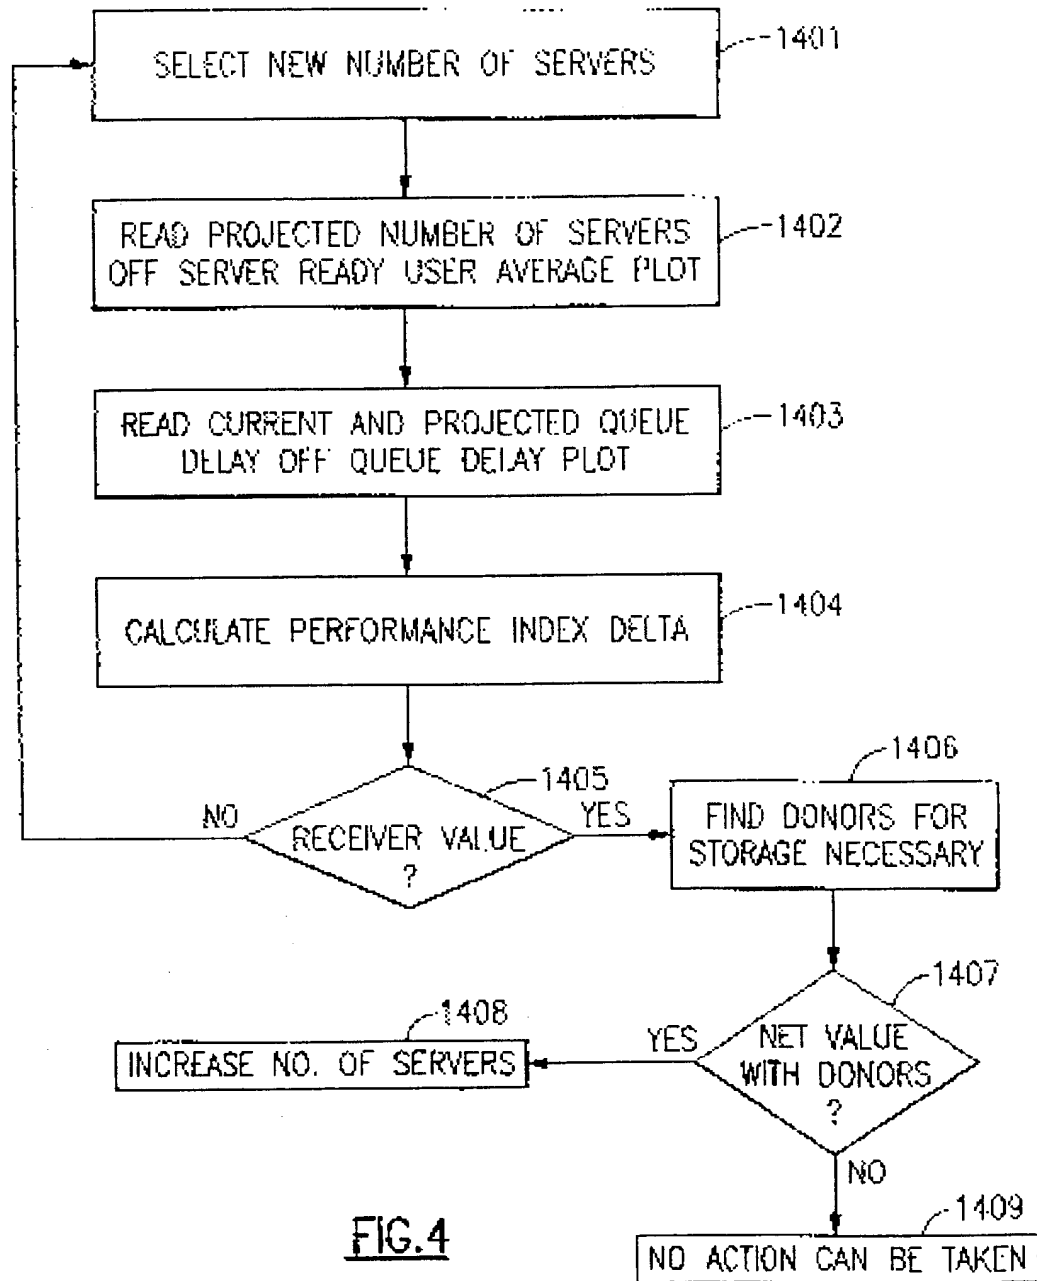 SELECT NEW NUMBER OF SERVERS
1401
READ PROJECTED NUMBER OF SERVERS
OFF SERVER READY USER AVERAGE PLOT
1402
READ CURRENT AND PROJECTED QUEUE
DELAY OFF QUEUE DELAY PLOT
1403
CALCULATE PERFORMANCE INDEX DELTA
1404
1405
NO
RECEIVER VALUE
?
YES
1406
FIND DONORS FOR
STORAGE NECESSARY
1407
NET VALUE
WITH DONORS
?
YES
1408
INCREASE NO. OF SERVERS
NO
1409
NO ACTION CAN BE TAKEN
FIG.4